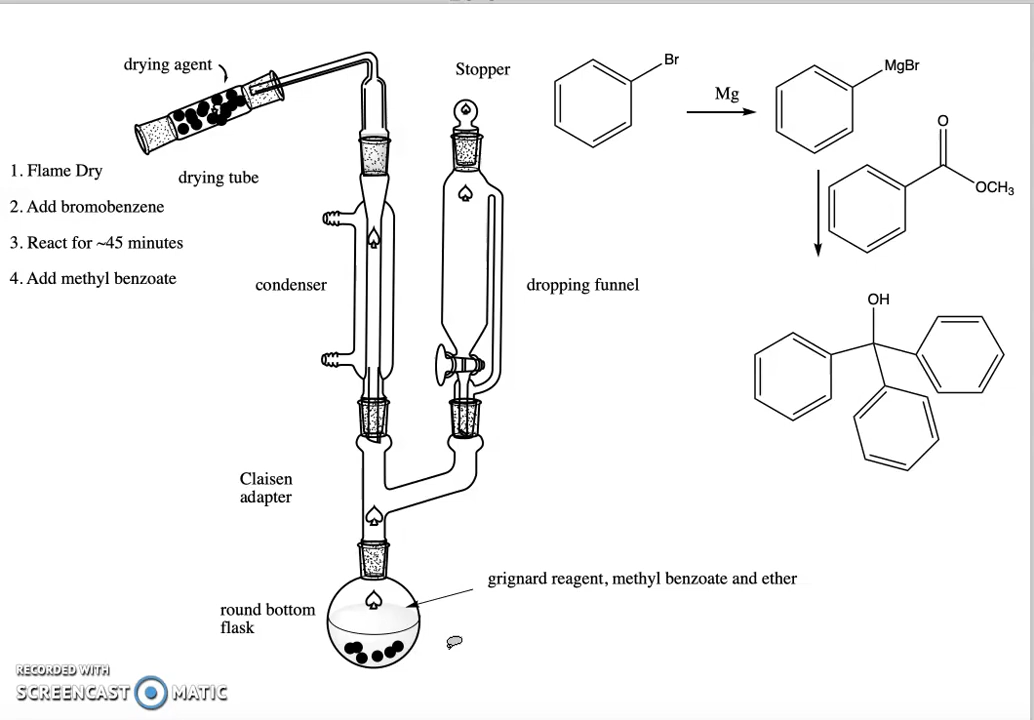 drying agent
Stopper
Br
Mg
MgBr
O
OCH3
1. Flame Dry
drying tube
2. Add bromobenzene
3. React for ~45 minutes
4. Add methyl benzoate
condenser
dropping funnel
OH
Claisen
adapter
grignard reagent, methyl benzoate and ether
round bottom
flask
RECORDED WITH
SCREENCAST MATIC